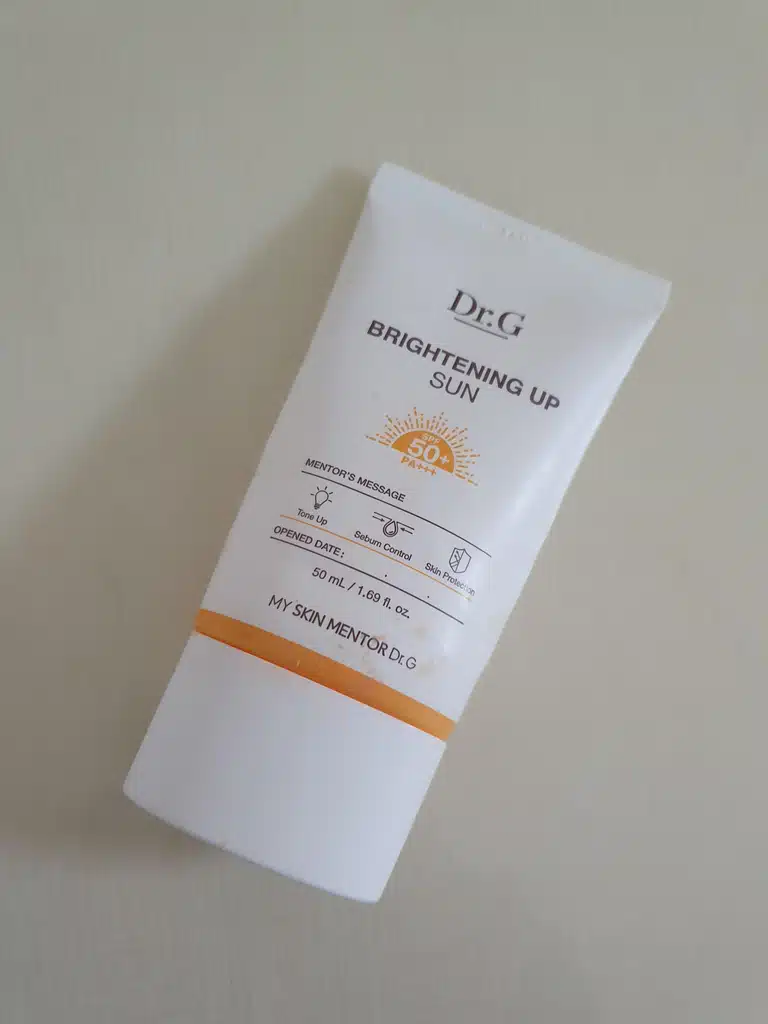 Dr.G
BRIGHTENING UP
SUN
SPF
50+
PA+++
MENTOR'S MESSAGE
Tone Up
Sebum Control
Skin Protection
OPENED DATE : . .
50 mL / 1.69 fl. oz.
MY SKIN MENTOR Dr.G